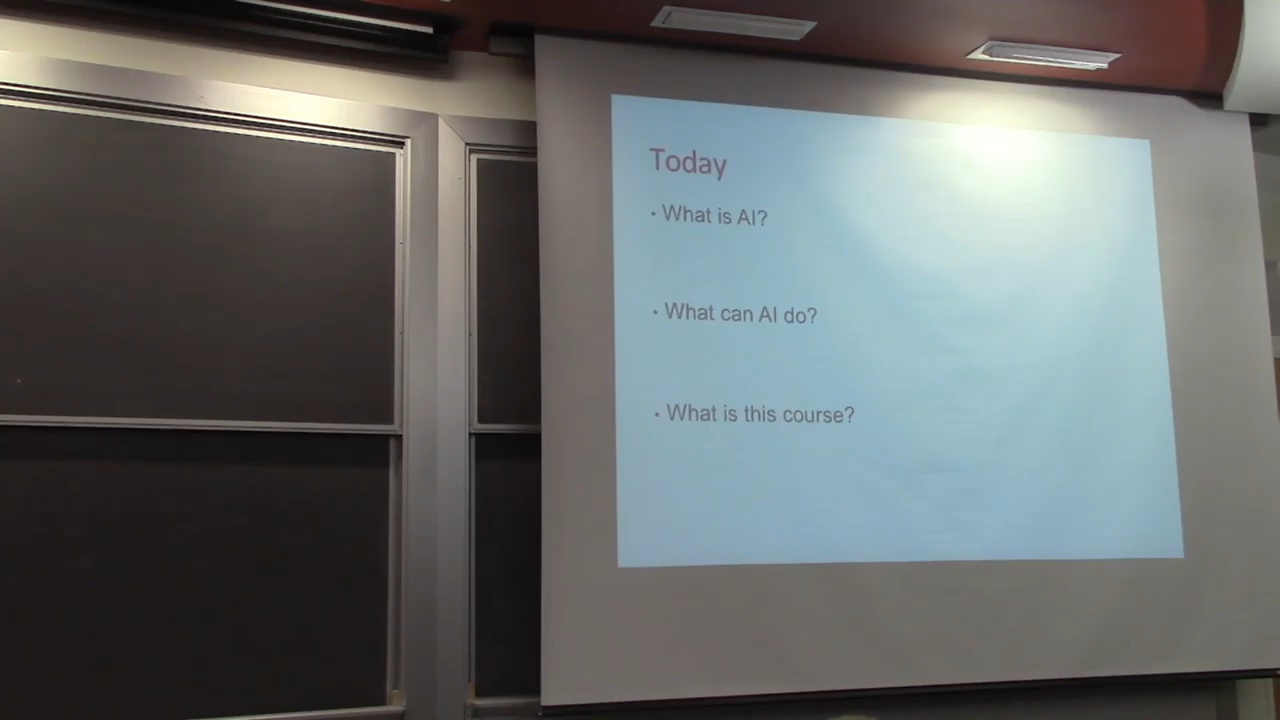 Today
• What is AI?
• What can AI do?
• What is this course?